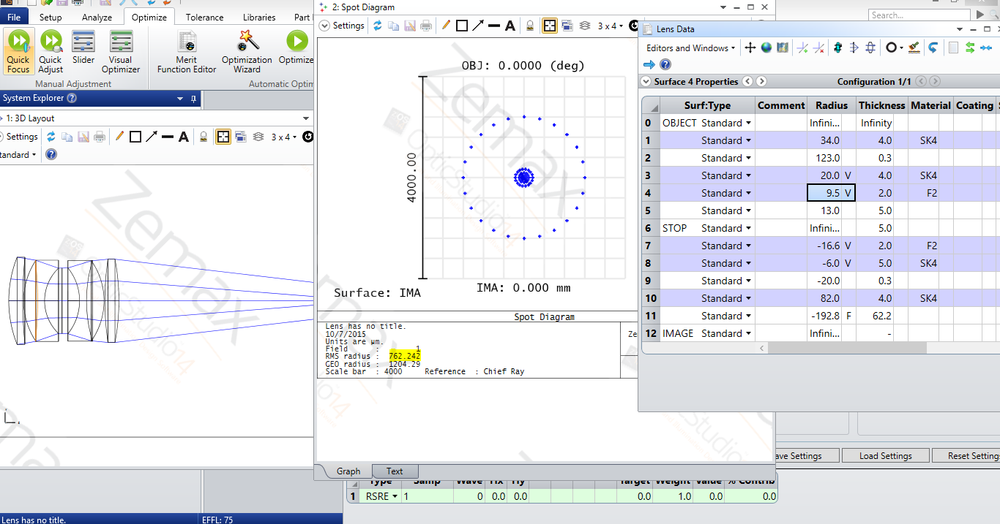 File Setup Analyze Optimize Tolerance Libraries Part
Search...
Quick Focus
Quick Adjust
Slider
Visual Optimizer
Merit Function Editor
Optimization Wizard
Optimize
Manual Adjustment
Automatic Optim
System Explorer
1: 3D Layout
Settings
3 x 4
tandard
Zemax
OpticStudio14
EFFL: 75
Lens has no title.
2: Spot Diagram
Settings
3 x 4
OBJ: 0.0000 (deg)
4000.00
Surface: IMA
IMA: 0.000 mm
Spot Diagram
Lens has no title.
10/7/2015
Units are µm.
Field : 1
RMS radius : 762.242
GEO radius : 1204.29
Scale bar : 4000 Reference : Chief Ray
Ze
Graph Text
Lens Data
Editors and Windows
Surface 4 Properties
Configuration 1/1
Surf:Type Comment Radius Thickness Material Coating S
0 OBJECT Standard Infini... Infinity
1 Standard 34.0 4.0 SK4
2 Standard 123.0 0.3
3 Standard 20.0 V 4.0 SK4
4 Standard 9.5 V 2.0 F2
5 Standard 13.0 5.0
6 STOP Standard Infini... 5.0
7 Standard -16.6 V 2.0 F2
8 Standard -6.0 V 5.0 SK4
9 Standard -20.0 0.3
10 Standard 82.0 4.0 SK4
11 Standard -192.8 F 62.2
12 IMAGE Standard Infini... -
ave Settings Load Settings Reset Setting
Type Samp Wave Hx Hy Target Weight Value % Contrib
1 RSRE 1 0 0.0 0.0 0.0 1.0 0.0 0.0